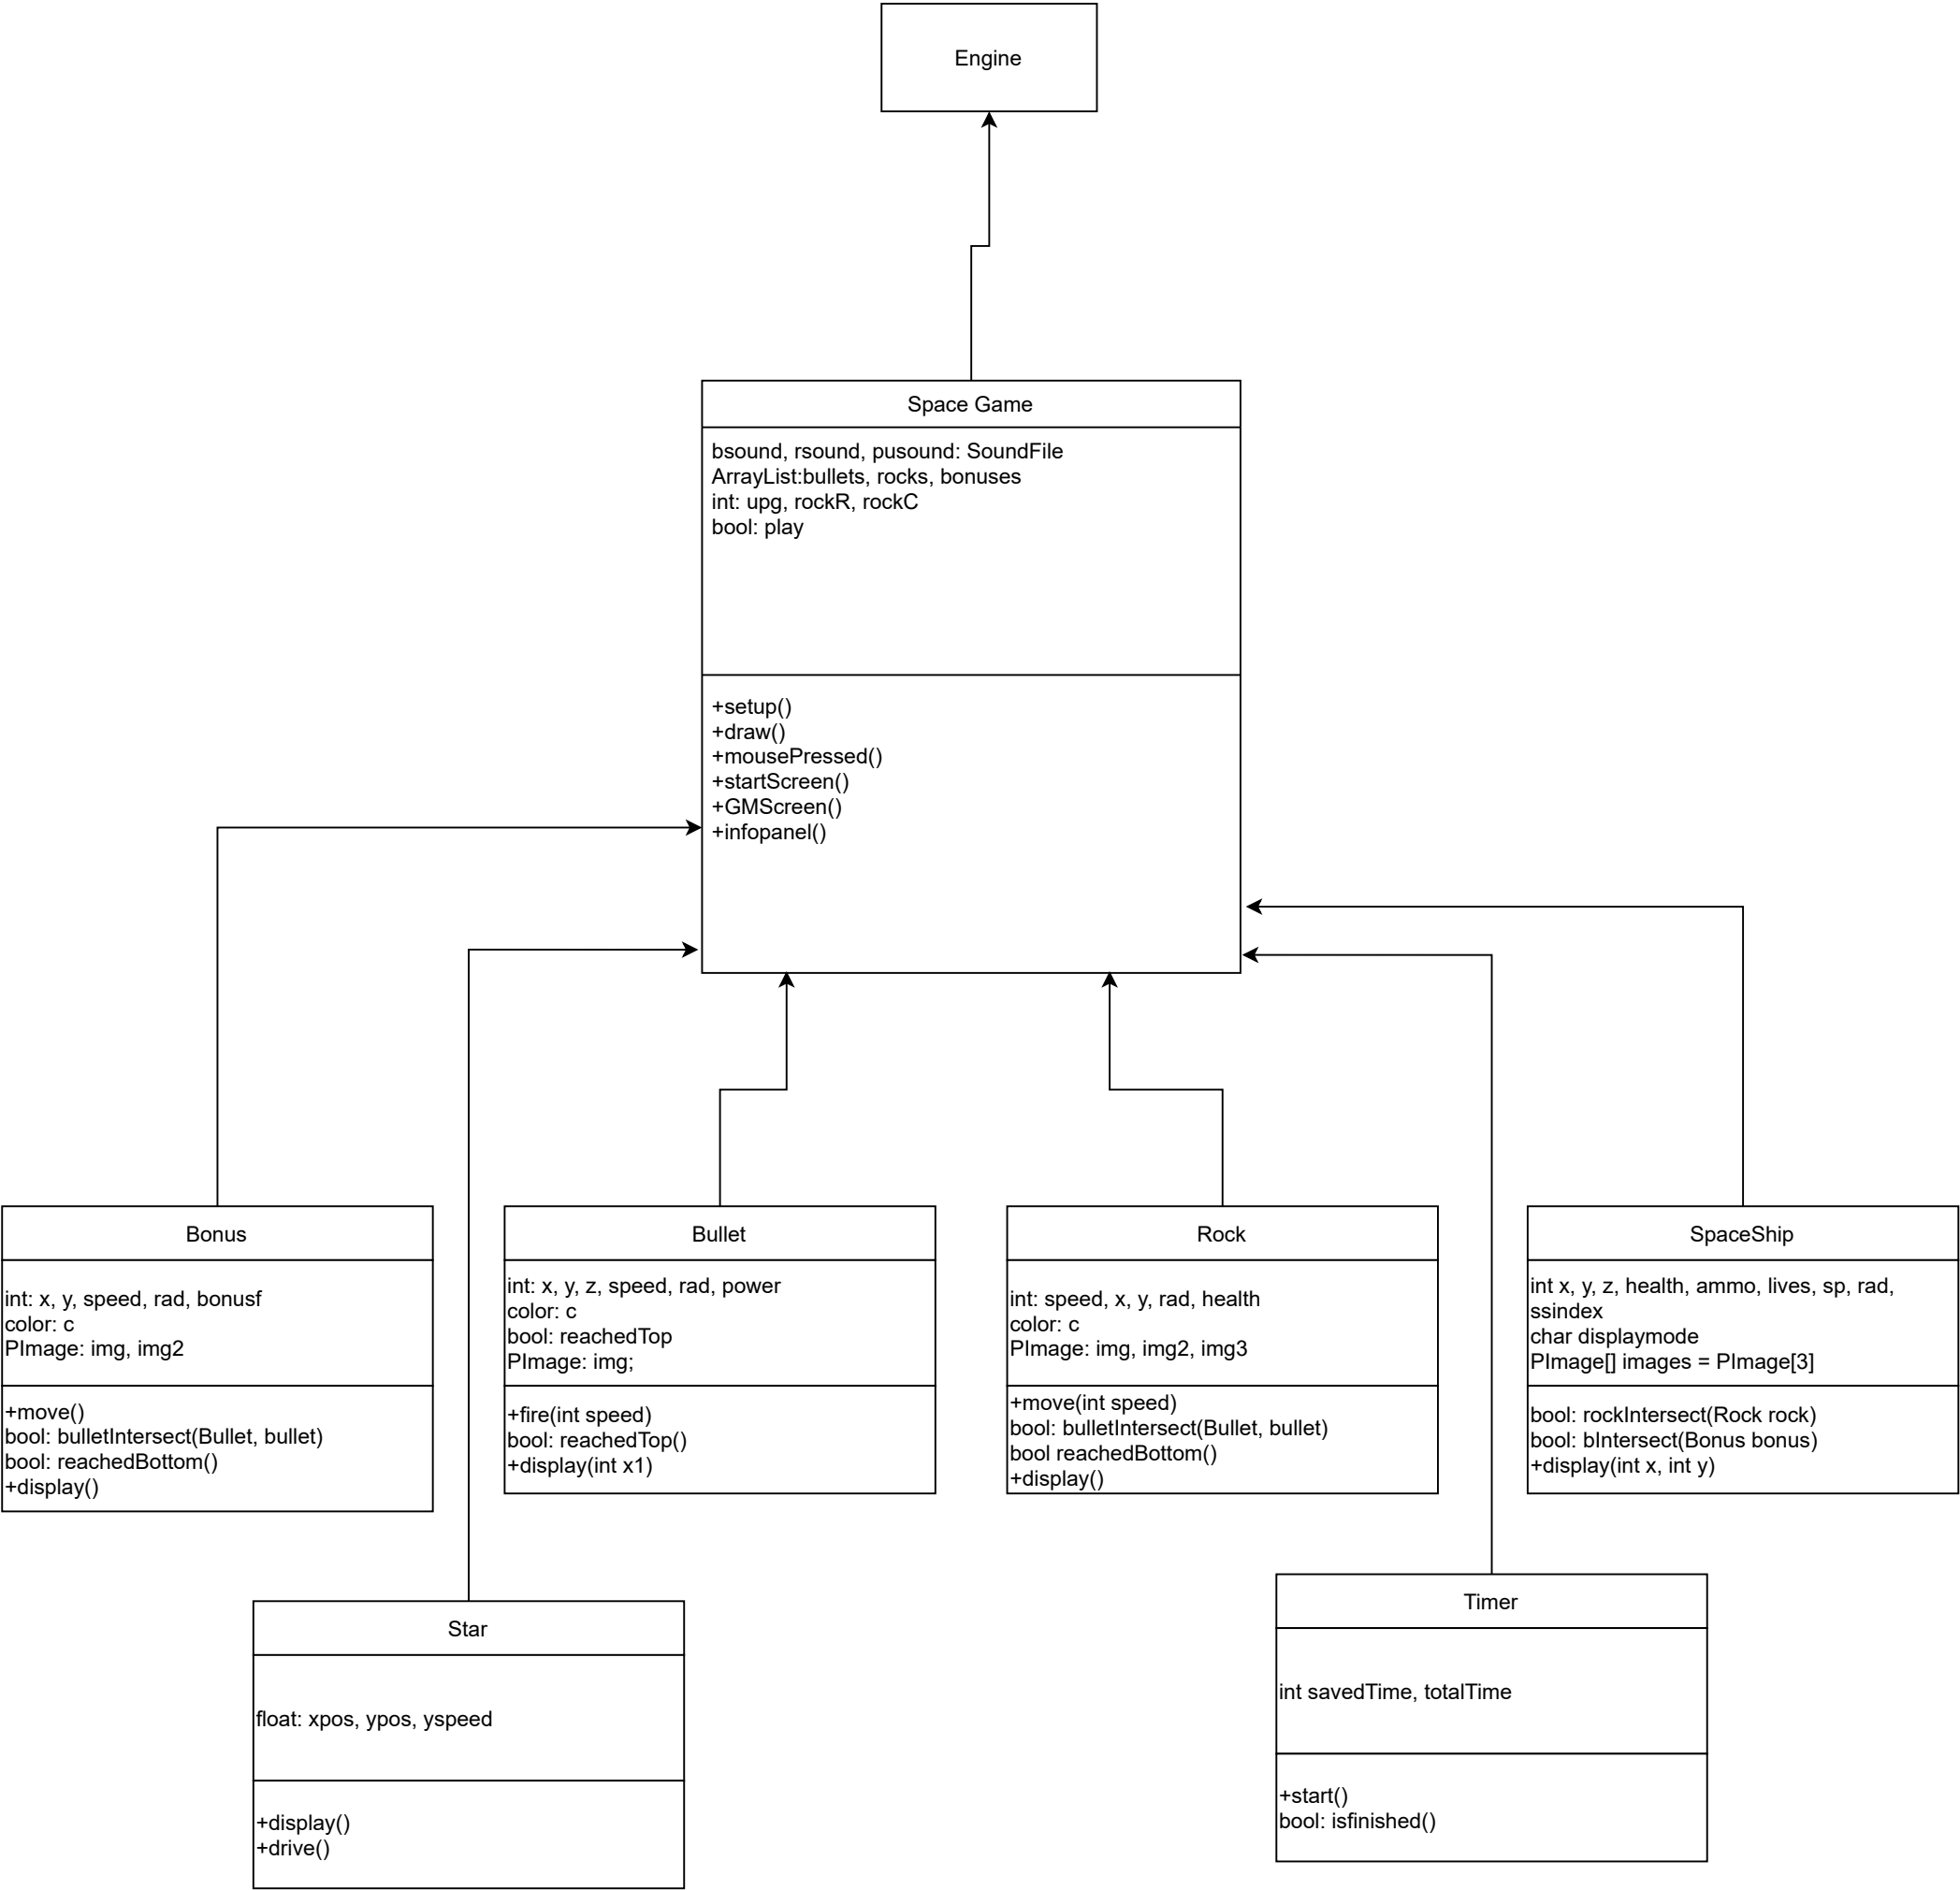 Engine
Space Game
bsound, rsound, pusound: SoundFile
ArrayList:bullets, rocks, bonuses
int: upg, rockR, rockC
bool: play
+setup()
+draw()
+mousePressed()
+startScreen()
+GMScreen()
+infopanel()
Bonus
int: x, y, speed, rad, bonusf
color: c
PImage: img, img2
+move()
bool: bulletIntersect(Bullet, bullet)
bool: reachedBottom()
+display()
Bullet
int: x, y, z, speed, rad, power
color: c
bool: reachedTop
PImage: img;
+fire(int speed)
bool: reachedTop()
+display(int x1)
Rock
int: speed, x, y, rad, health
color: c
PImage: img, img2, img3
+move(int speed)
bool: bulletIntersect(Bullet, bullet)
bool reachedBottom()
+display()
SpaceShip
int x, y, z, health, ammo, lives, sp, rad,
ssindex
char displaymode
PImage[] images = PImage[3]
bool: rockIntersect(Rock rock)
bool: bIntersect(Bonus bonus)
+display(int x, int y)
Star
float: xpos, ypos, yspeed
+display()
+drive()
Timer
int savedTime, totalTime
+start()
bool: isfinished()